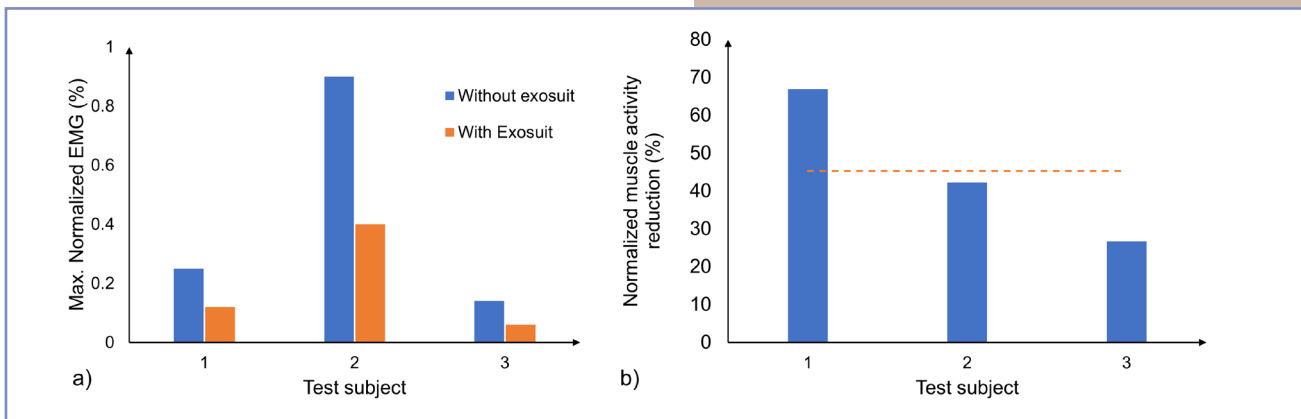 1
0.8
0.6
0.4
0.2
0
Max. Normalized EMG (%)
Without exosuit
With Exosuit
1 2 3
Test subject
a)
80
70
60
50
40
30
20
10
0
Normalized muscle activity
reduction (%)
1 2 3
Test subject
b)